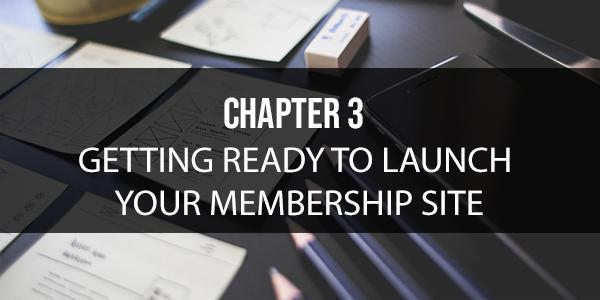 CHAPTER 3
GETTING READY TO LAUNCH
YOUR MEMBERSHIP SITE